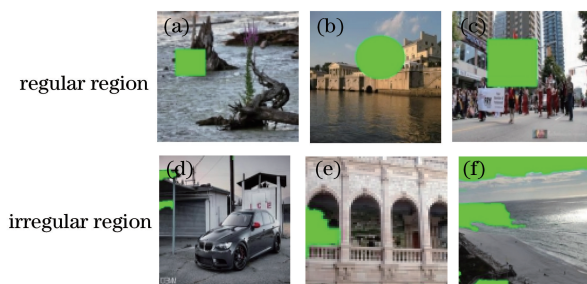 regular region
(a)
(b)
(c)
irregular region
(d)
(e)
(f)
I C E